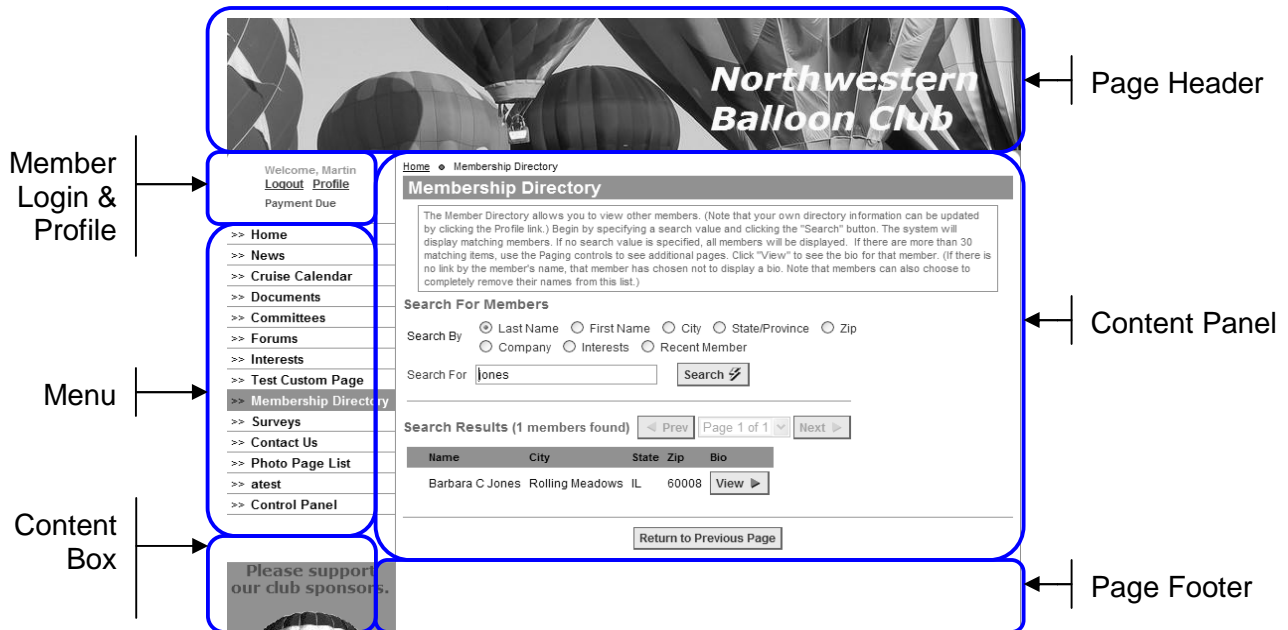 Northwestern
Balloon Club
Page Header
Member
Login &
Profile
Welcome, Martin
Logout Profile
Payment Due
>> Home
>> News
>> Cruise Calendar
>> Documents
>> Committees
>> Forums
>> Interests
>> Test Custom Page
>> Membership Directory
>> Surveys
>> Contact Us
>> Photo Page List
>> atest
>> Control Panel
Menu
Content
Box
Please support
our club sponsors.
Home Membership Directory
Membership Directory
The Member Directory allows you to view other members. (Note that your own directory information can be updated
by clicking the Profile link.) Begin by specifying a search value and clicking the "Search" button. The system will
display matching members. If no search value is specified, all members will be displayed. If there are more than 30
matching items, use the Paging controls to see additional pages. Click "View" to see the bio for that member. (If there is
no link by the member's name, that member has chosen not to display a bio. Note that members can also choose to
completely remove their names from this list.)
Search For Members
Search By Last Name First Name City State/Province Zip
Company Interests Recent Member
Search For jones Search
Search Results (1 members found) Prev Page 1 of 1 Next
Name City State Zip Bio
Barbara C Jones Rolling Meadows IL 60008 View
Return to Previous Page
Content Panel
Page Footer